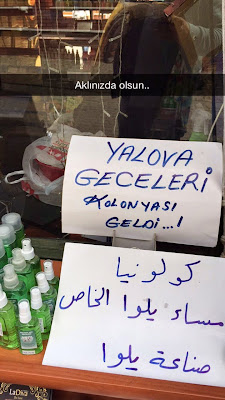 Aklınızda olsun..
YALOVA
GECELERİ
KOLONYASI
GELDİ...!
كولونيا
مساء يلوا الخاص
صناعة يلوا